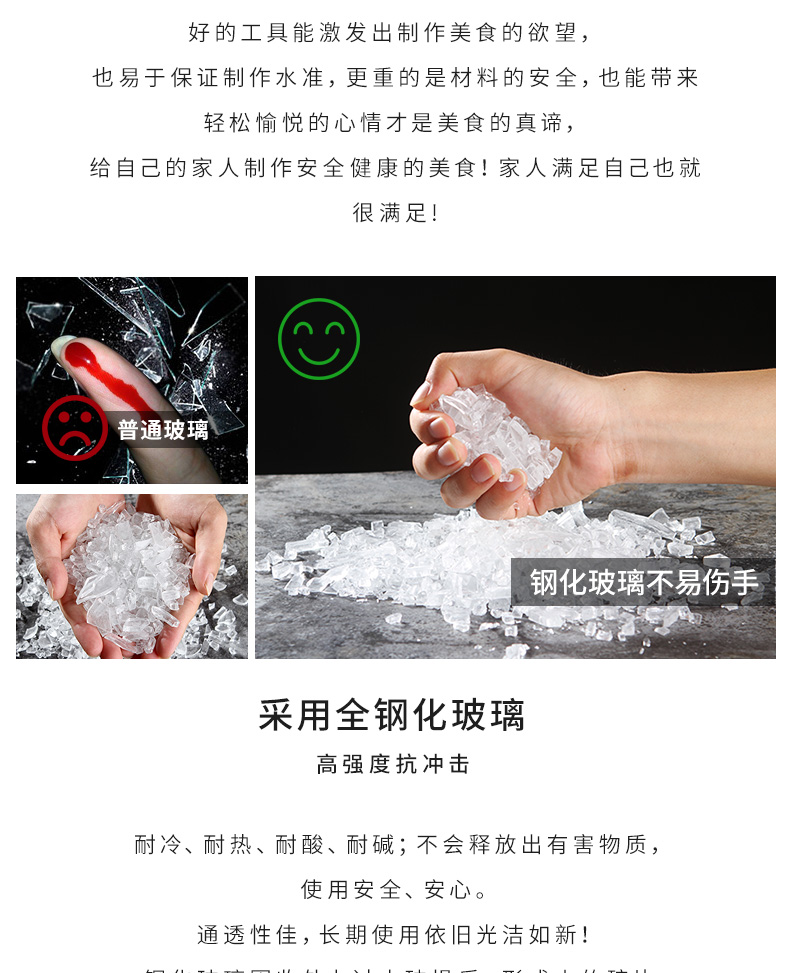 好的工具能激发出制作美食的欲望，
也易于保证制作水准，更重的是材料的安全，也能带来
轻松愉悦的心情才是美食的真谛，
给自己的家人制作安全健康的美食！家人满足自己也就
很满足！
普通玻璃
钢化玻璃不易伤手
采用全钢化玻璃
高强度抗冲击
耐冷、耐热、耐酸、耐碱；不会释放出有害物质，
使用安全、安心。
通透性佳，长期使用依旧光洁如新！